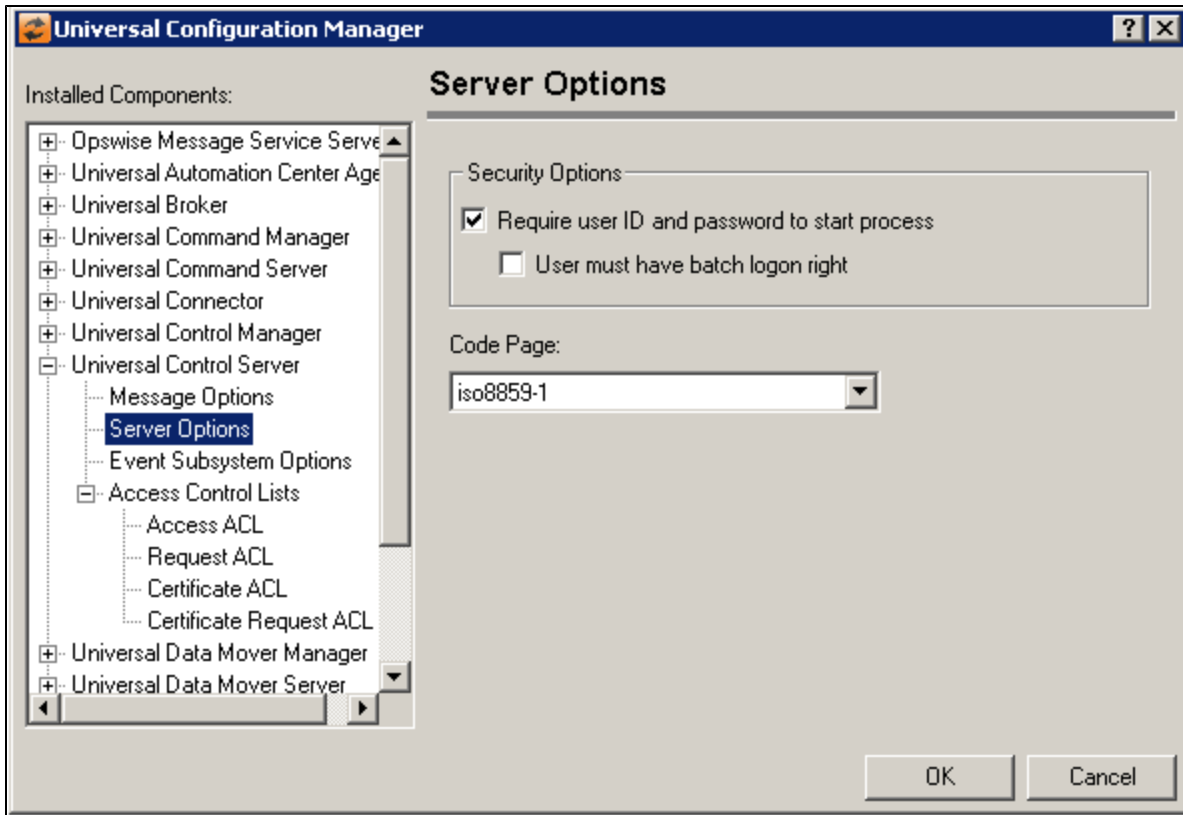 Universal Configuration Manager
Installed Components:
Opswise Message Service Serve
Universal Automation Center Age
Universal Broker
Universal Command Manager
Universal Command Server
Universal Connector
Universal Control Manager
Universal Control Server
Message Options
Server Options
Event Subsystem Options
Access Control Lists
Access ACL
Request ACL
Certificate ACL
Certificate Request ACL
Universal Data Mover Manager
Universal Data Mover Server
Server Options
Security Options
Require user ID and password to start process
User must have batch logon right
Code Page:
iso8859-1
OK
Cancel